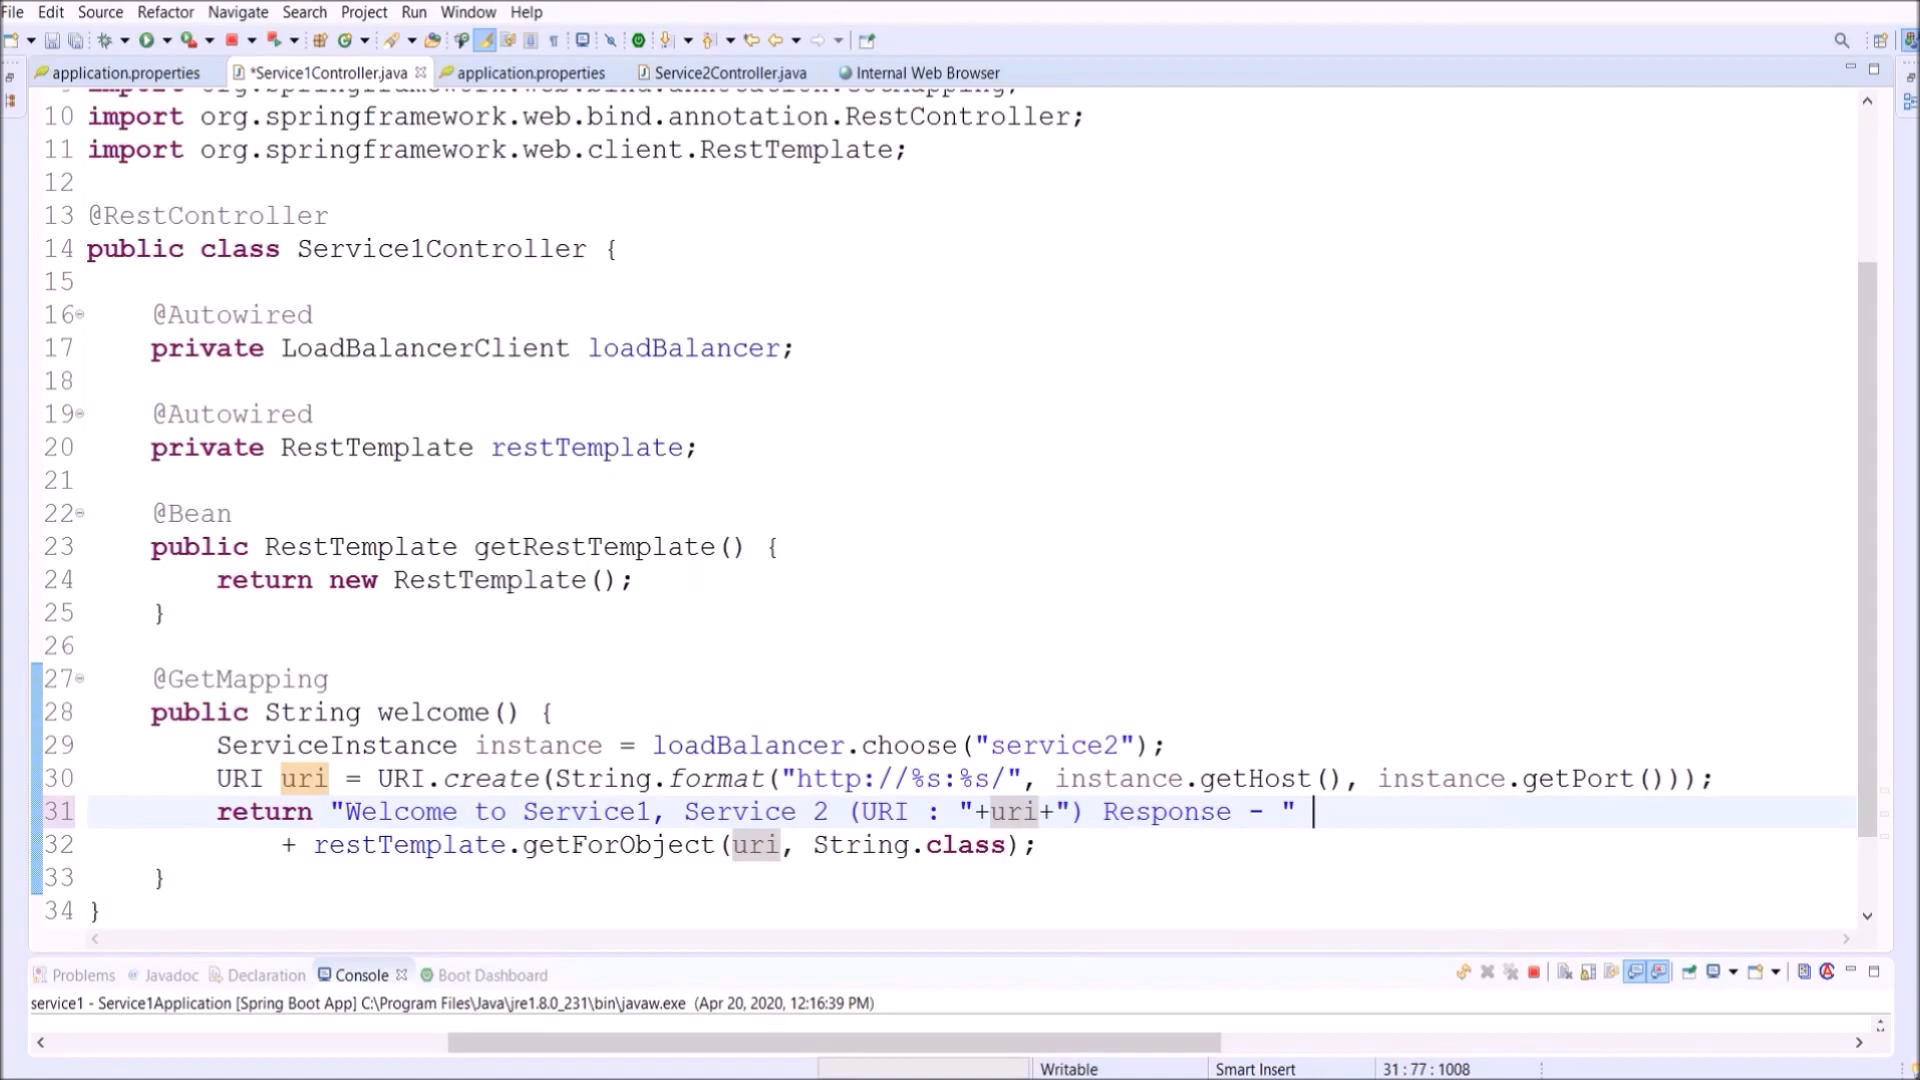 File Edit Source Refactor Navigate Search Project Run Window Help
application.properties *Service1Controller.java application.properties Service2Controller.java Internal Web Browser
10 import org.springframework.web.bind.annotation.RestController;
11 import org.springframework.web.client.RestTemplate;
12
13 @RestController
14 public class Service1Controller {
15
16 @Autowired
17 private LoadBalancerClient loadBalancer;
18
19 @Autowired
20 private RestTemplate restTemplate;
21
22 @Bean
23 public RestTemplate getRestTemplate() {
24 return new RestTemplate();
25 }
26
27 @GetMapping
28 public String welcome() {
29 ServiceInstance instance = loadBalancer.choose("service2");
30 URI uri = URI.create(String.format("http://%s:%s/", instance.getHost(), instance.getPort()));
31 return "Welcome to Service1, Service 2 (URI : "+uri+") Response - "
32 + restTemplate.getForObject(uri, String.class);
33 }
34 }
Problems Javadoc Declaration Console Boot Dashboard
service1 - Service1Application [Spring Boot App] C:\Program Files\Java\jre1.8.0_231\bin\javaw.exe (Apr 20, 2020, 12:16:39 PM)
Writable Smart Insert 31 : 77 : 1008